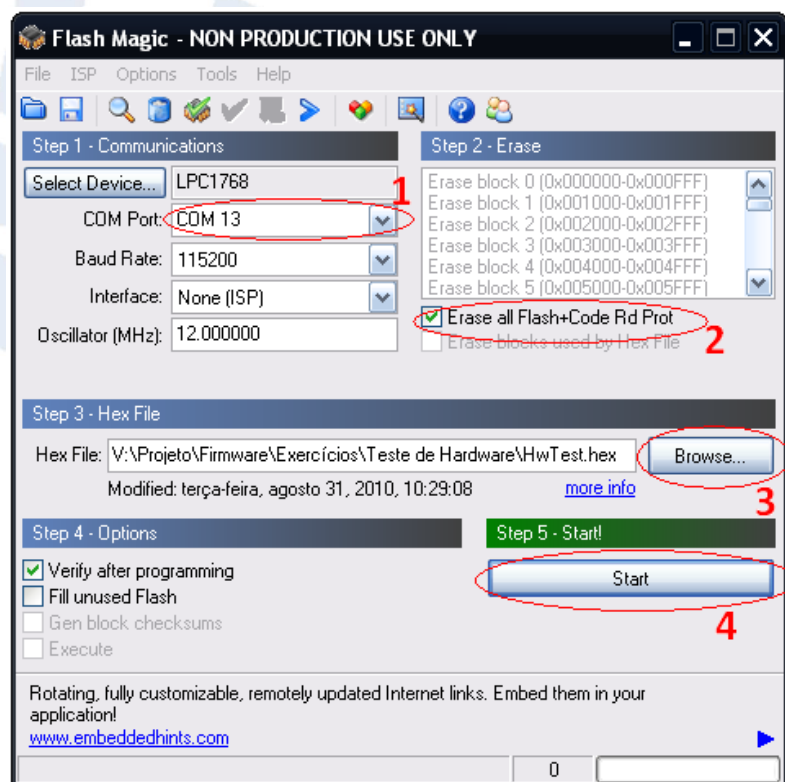 Flash Magic - NON PRODUCTION USE ONLY
File ISP Options Tools Help
Step 1 - Communications
Select Device... LPC1768
1
COM Port: COM 13
Baud Rate: 115200
Interface: None (ISP)
Oscillator (MHz): 12.000000
Step 2 - Erase
Erase block 0 (0x000000-0x000FFF)
Erase block 1 (0x001000-0x001FFF)
Erase block 2 (0x002000-0x002FFF)
Erase block 3 (0x003000-0x003FFF)
Erase block 4 (0x004000-0x004FFF)
Erase block 5 (0x005000-0x005FFF)
Erase all Flash+Code Rd Prot
2
Erase blocks used by Hex File
Step 3 - Hex File
Hex File: V:\Projeto\Firmware\Exercícios\Teste de Hardware\HwTest.hex Browse...
Modified: terça-feira, agosto 31, 2010, 10:29:08 more info
3
Step 4 - Options
Verify after programming
Fill unused Flash
Gen block checksums
Execute
Step 5 - Start!
Start
4
Rotating, fully customizable, remotely updated Internet links. Embed them in your
application!
www.embeddedhints.com
0